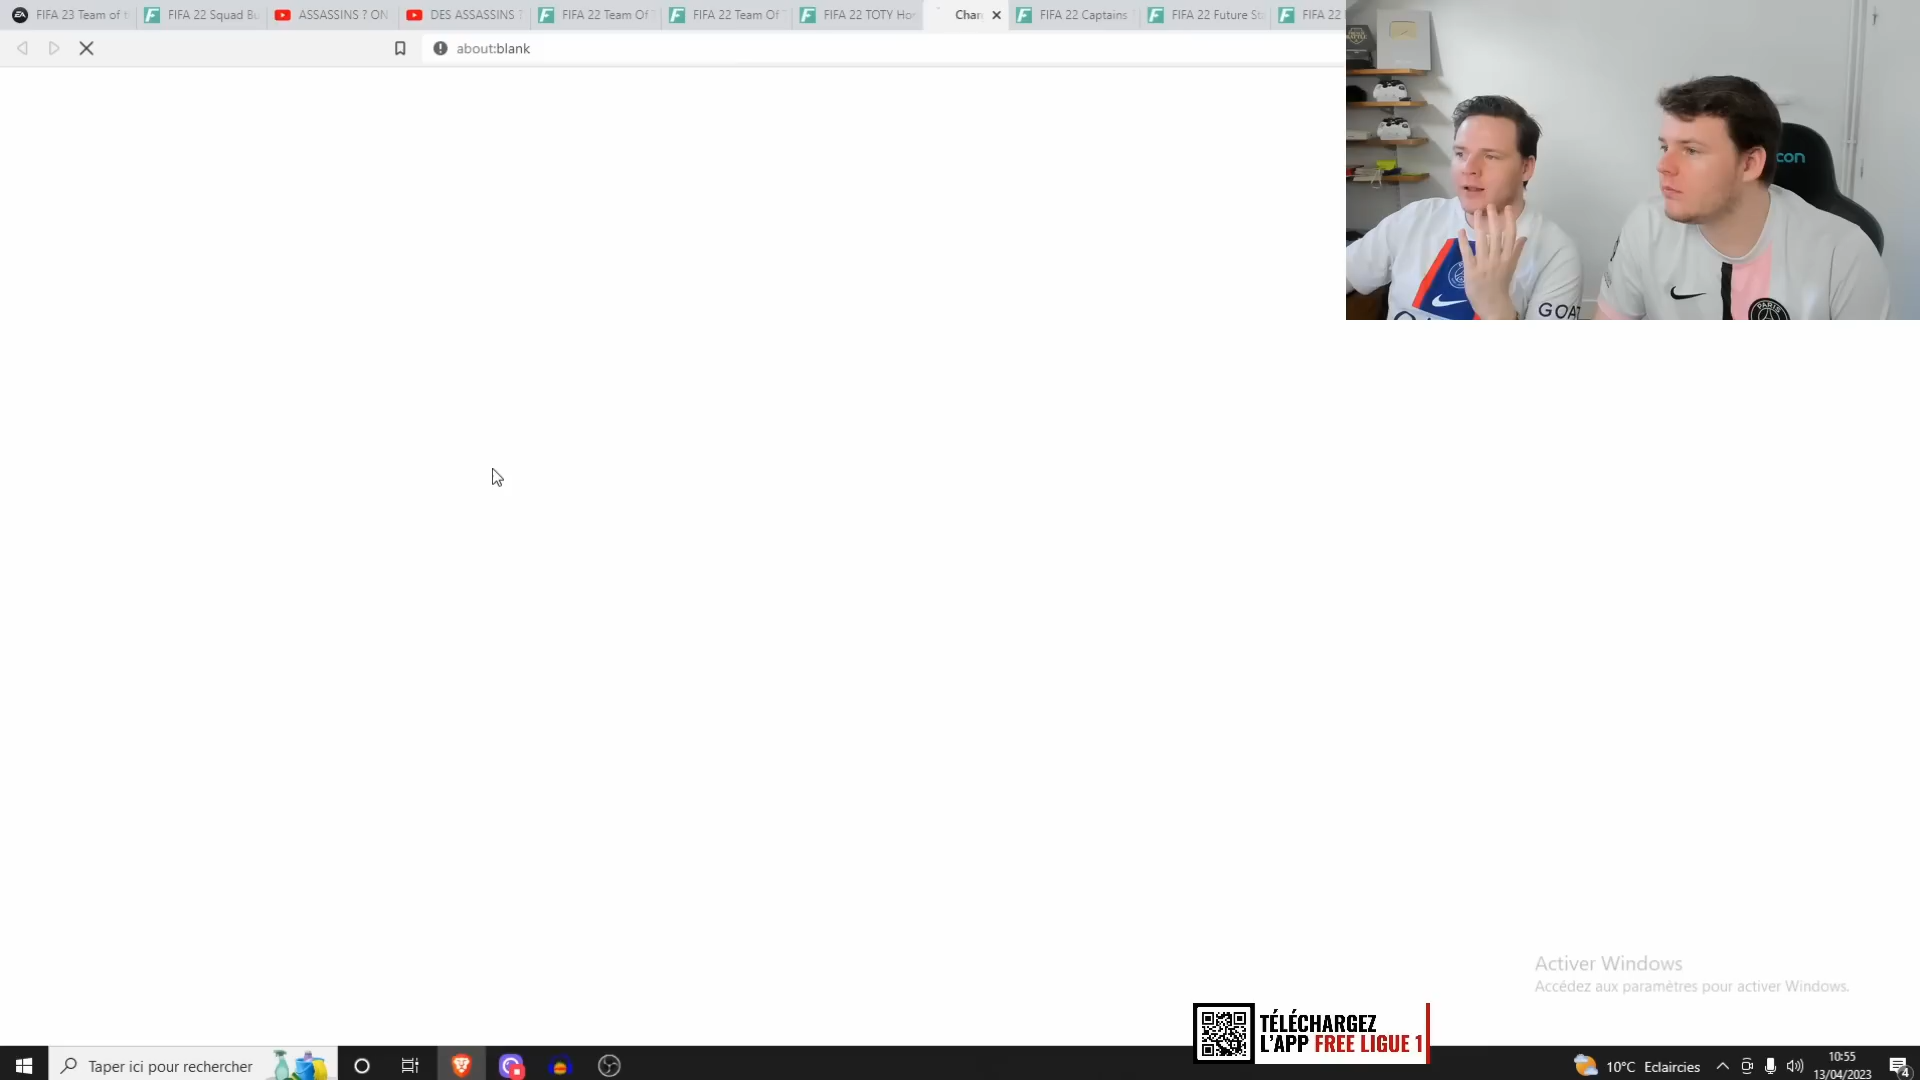 FIFA 23 Team of t
FIFA 22 Squad Bu
ASSASSINS ? ON
DES ASSASSINS ?
FIFA 22 Team Of
FIFA 22 Team Of
FIFA 22 TOTY Ho
Char
FIFA 22 Captains
FIFA 22 Future St
FIFA 22
about:blank
con
GOAT
PARIS
Activer Windows
Accédez aux paramètres pour activer Windows.
TÉLÉCHARGEZ
L'APP FREE LIGUE 1
Taper ici pour rechercher
10°C Eclaircies
10:55
13/04/2023
4